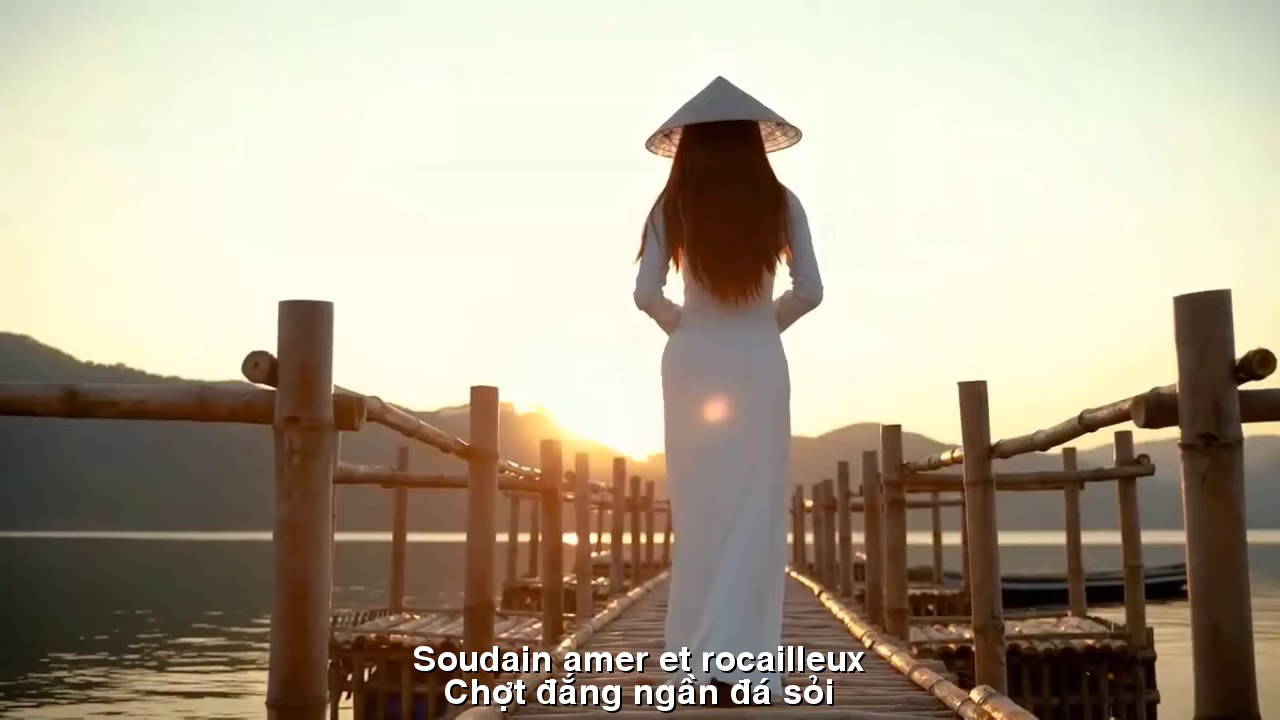 Soudain amer et rocailleux
Chợt đắng ngần đá sỏi